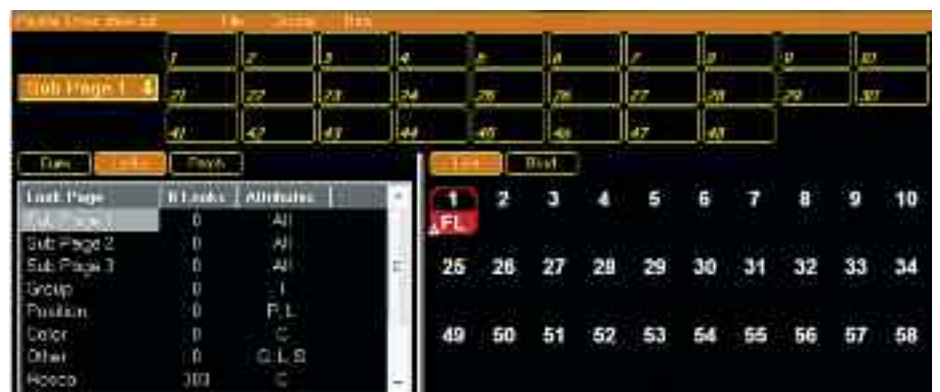 1 2 3 4 5 6 7 8 9 10
Sub Page 1
21 22 23 24 25 26 27 28 29 30
41 42 43 44 45 46 47 48
Looks Patch
Live Blind
Look Page # Looks Attributes
Sub Page 1 0 All
Sub Page 2 0 All
Sub Page 3 0 All
Group 0 I
Position 0 P, L
Color 0 C
Other 0 G, L, S
Rosco 303 C
1 2 3 4 5 6 7 8 9 10
FL
25 26 27 28 29 30 31 32 33 34
49 50 51 52 53 54 55 56 57 58